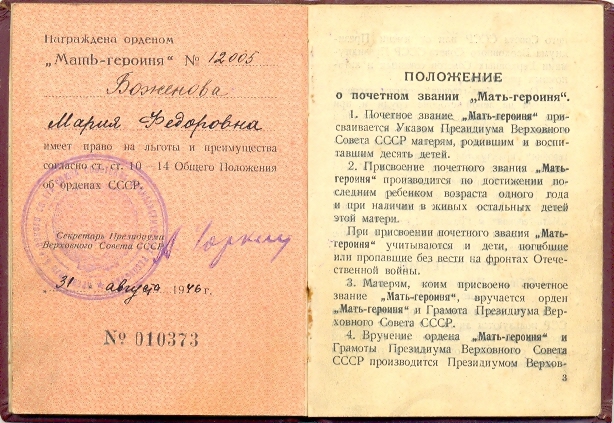 Награждена орденом
„Мать-героиня“ № 12005
Боженова
Мария Федоровна
имеет право на льготы и преимущества
согласно ст. ст. 10—14 Общего Положения
об орденах СССР.
Секретарь Президиума
Верховного Совета СССР
31 августа 1946 г.
№ 010373
ПОЛОЖЕНИЕ
о почетном звании „Мать-героиня“.
1. Почетное звание „Мать-героиня“ при-
сваивается Указом Президиума Верховного
Совета СССР матерям, родившим и воспи-
тавшим десять детей.
2. Присвоение почетного звания „Мать-
героиня“ производится по достижении по-
следним ребенком возраста одного года
и при наличии в живых остальных детей
этой матери.
При присвоении почетного звания „Мать-
героиня“ учитываются и дети, погибшие
или пропавшие без вести на фронтах Отече-
ственной войны.
3. Матерям, коим присвоено почетное
звание „Мать-героиня“, вручается орден
„Мать-героиня“ и Грамота Президиума Вер-
ховного Совета СССР.
4. Вручение ордена „Мать-героиня“ и
Грамоты Президиума Верховного Совета
СССР производится Президиумом Верхов-
3